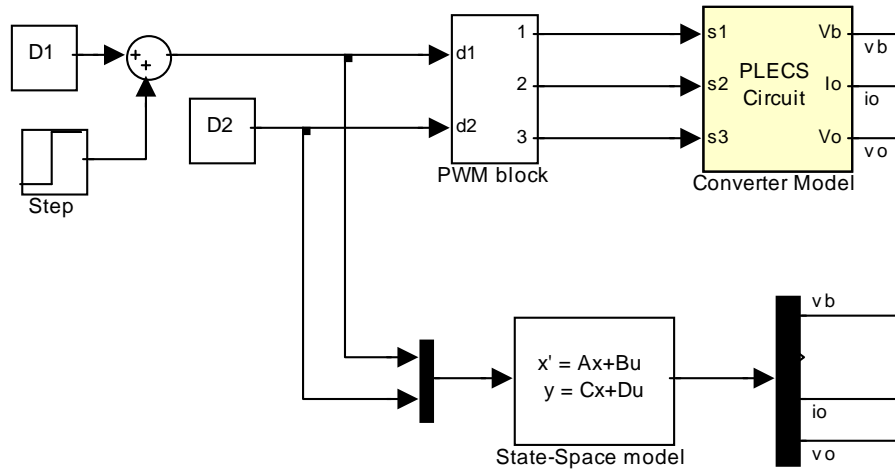 D1
+
+
Step
D2
d1
d2
1
2
3
PWM block
s1
s2
s3
PLECS
Circuit
Vb
Io
Vo
Converter Model
vb
io
vo
x' = Ax+Bu
y = Cx+Du
State-Space model
vb
io
vo